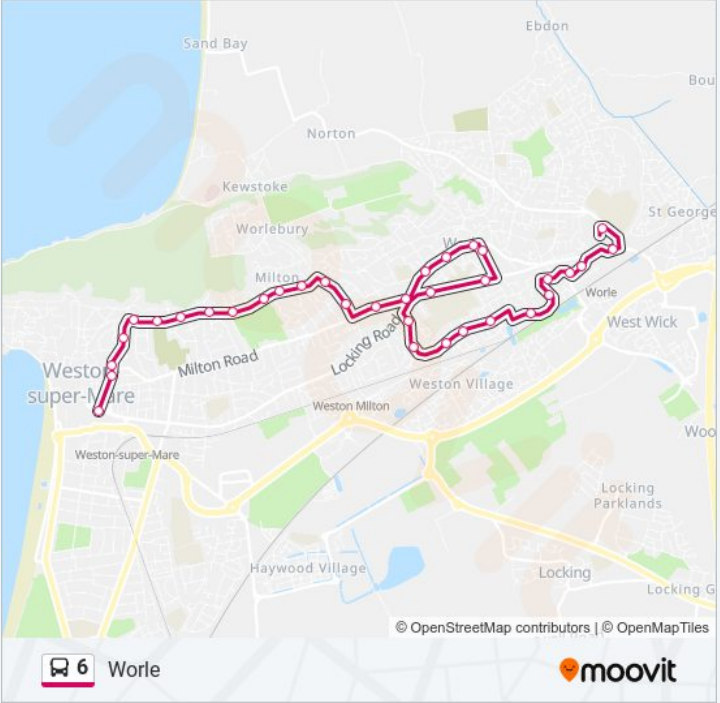 Ebdon
Sand Bay
Bou
Norton
Kewstoke
St George
Worlebury
W
Milton
Worle
West Wick
Locking Road
Milton Road
Weston-
super-Mare
Weston Village
Weston Milton
Woo
Weston-super-Mare
Locking
Parklands
Haywood Village
Locking
Locking G
© OpenStreetMap contributors | © OpenMapTiles
6 Worle
moovit